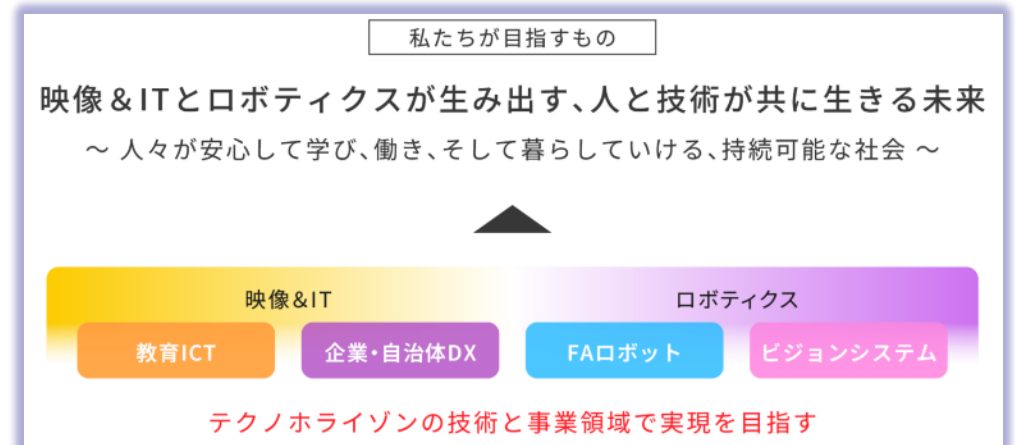 私たちが目指すもの
映像＆ITとロボティクスが生み出す、人と技術が共に生きる未来
～ 人々が安心して学び、働き、そして暮らしていける、持続可能な社会 ～
映像&IT
ロボティクス
教育ICT
企業・自治体DX
FAロボット
ビジョンシステム
テクノホライゾンの技術と事業領域で実現を目指す